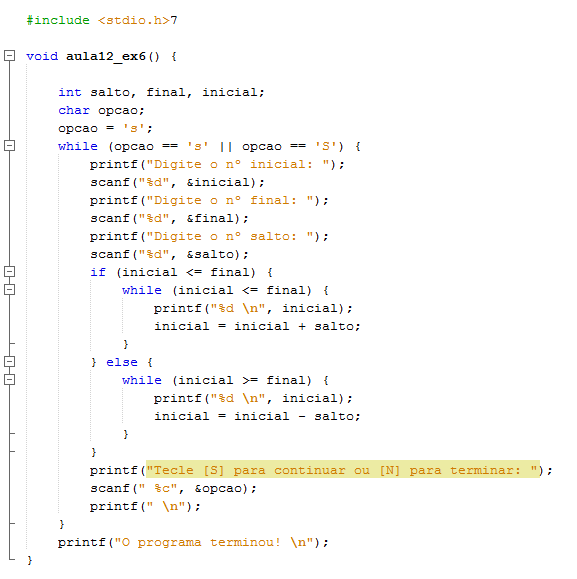 #include <stdio.h>7
void aula12_ex6() {
int salto, final, inicial;
char opcao;
opcao = 's';
while (opcao == 's' || opcao == 'S') {
printf("Digite o nº inicial: ");
scanf("%d", &inicial);
printf("Digite o nº final: ");
scanf("%d", &final);
printf("Digite o nº salto: ");
scanf("%d", &salto);
if (inicial <= final) {
while (inicial <= final) {
printf("%d \n", inicial);
inicial = inicial + salto;
}
} else {
while (inicial >= final) {
printf("%d \n", inicial);
inicial = inicial - salto;
}
}
printf("Tecle [S] para continuar ou [N] para terminar: ");
scanf(" %c", &opcao);
printf(" \n");
}
printf("O programa terminou! \n");
}